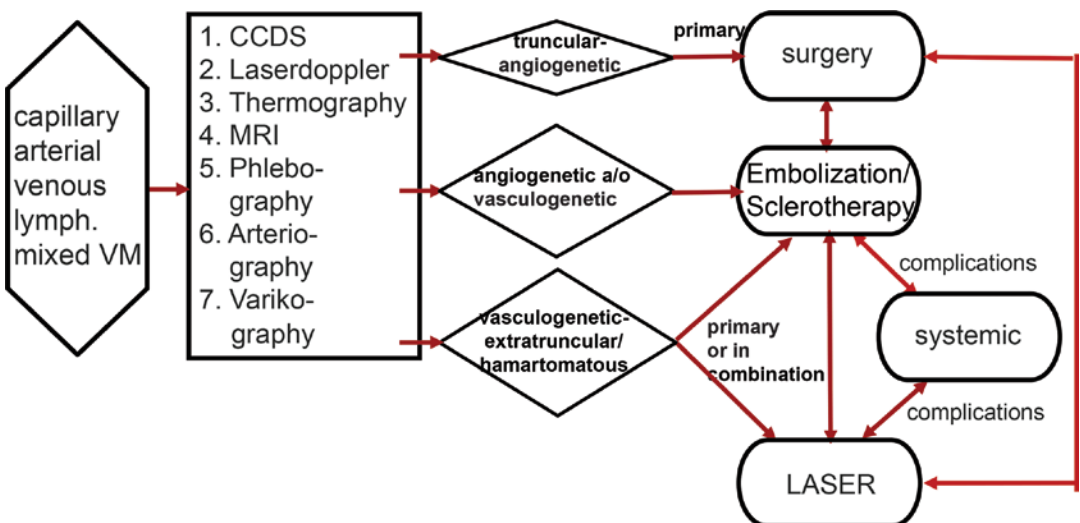 capillary
arterial
venous
lymph.
mixed VM
1. CCDS
2. Laserdoppler
3. Thermography
4. MRI
5. Phlebo-
graphy
6. Arterio-
graphy
7. Variko-
graphy
truncular-
angiogenetic
angiogenetic a/o
vasculogenetic
vasculogenetic-
extratruncular/
hamartomatous
primary
surgery
Embolization/
Sclerotherapy
primary
or in
combination
complications
systemic
complications
LASER